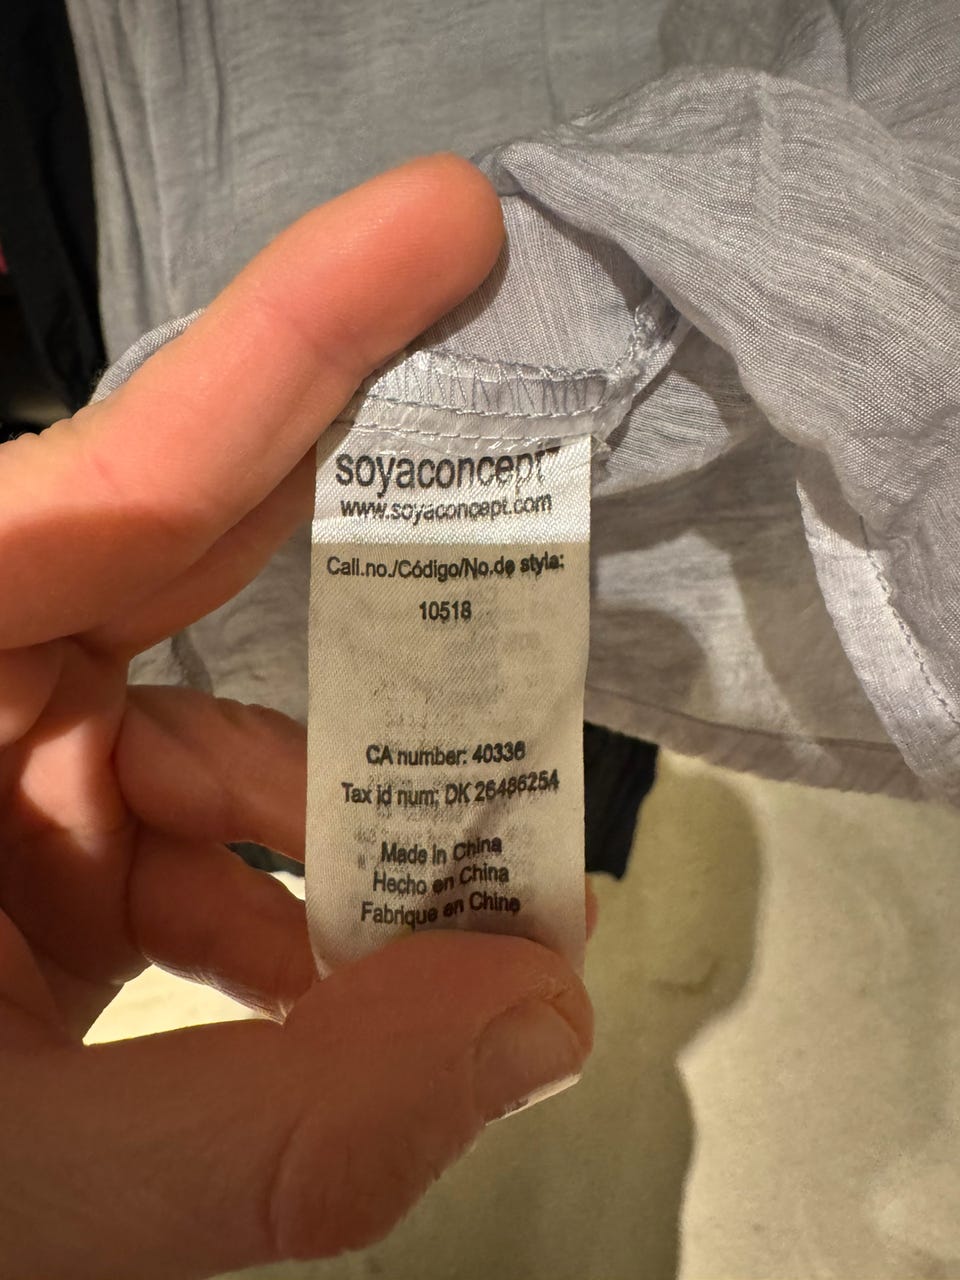 soyaconcept™
www.soyaconcept.com
Call.no./Código/No.de style:
10518
CA number: 40336
Tax id num: DK 26486254
Made in China
Hecho en China
Fabrique en Chine